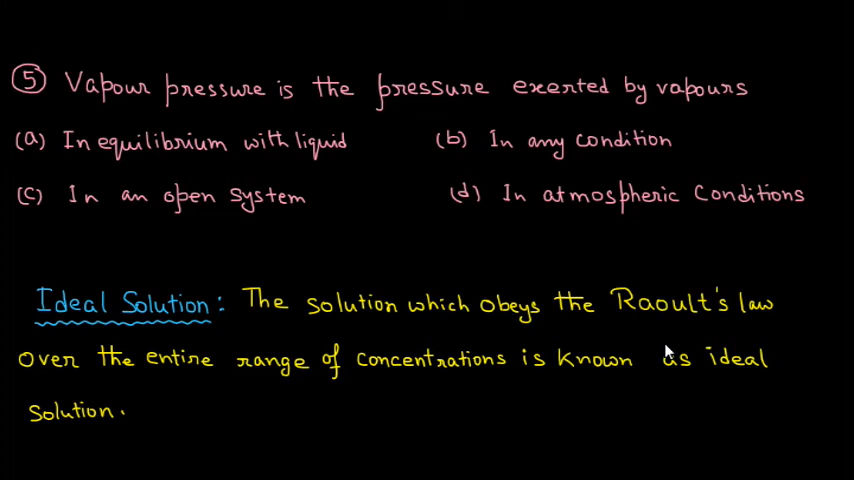 ⑤ Vapour pressure is the pressure exerted by vapours
(a) In equilibrium with liquid (b) In any condition
(c) In an open system (d) In atmospheric Conditions
Ideal Solution: The solution which obeys the Raoult's law
over the entire range of concentrations is known as ideal
solution.